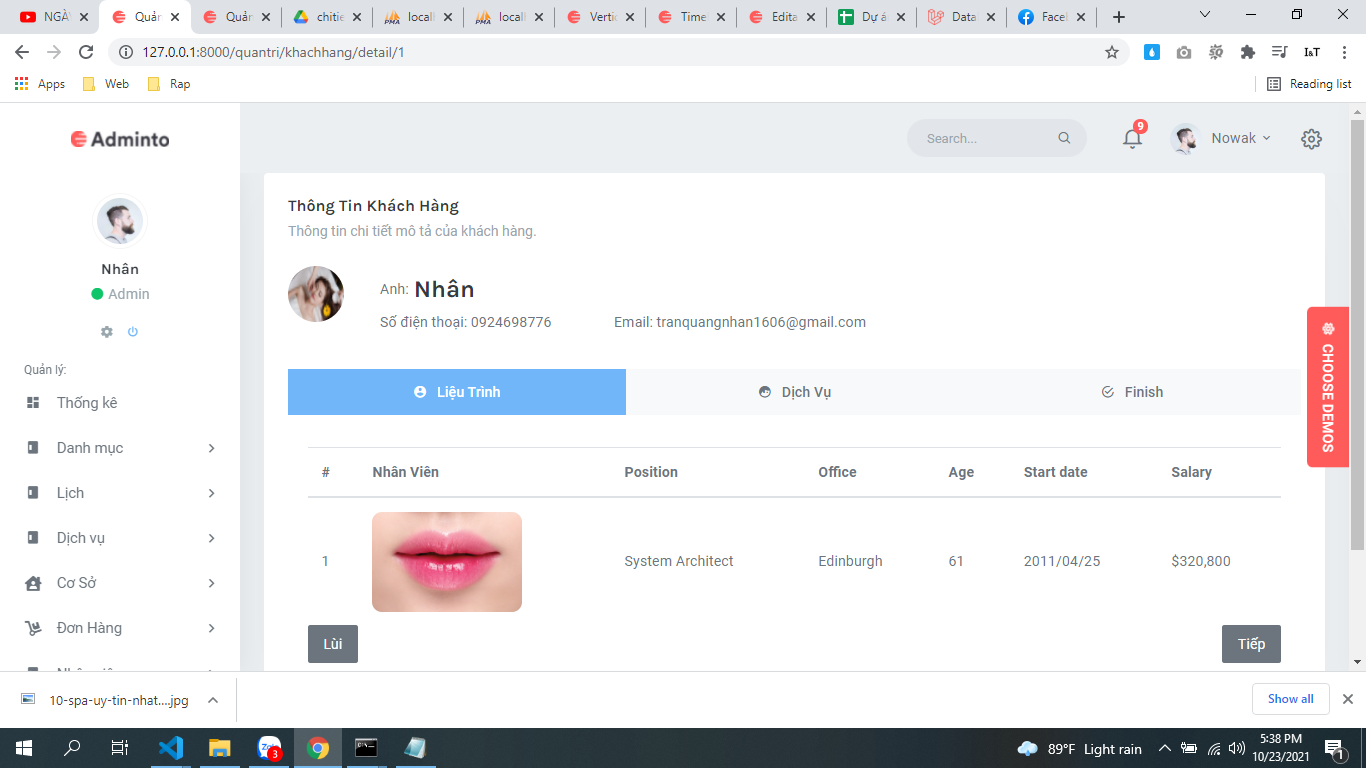 NGÀY
Quản
Quản
chitie
locall
locall
Vertic
Time
Edita
Dự á
Data
Facel
127.0.0.1:8000/quantri/khachhang/detail/1
Apps
Web
Rap
Reading list
Adminto
Search...
9
Nowak
Nhân
Admin
Quản lý:
Thống kê
Danh mục
Lịch
Dịch vụ
Cơ Sở
Đơn Hàng
Thông Tin Khách Hàng
Thông tin chi tiết mô tả của khách hàng.
Anh: Nhân
Số điện thoại: 0924698776
Email: tranquangnhan1606@gmail.com
Liệu Trình
Dịch Vụ
Finish
CHOOSE DEMOS
# Nhân Viên Position Office Age Start date Salary
1 System Architect Edinburgh 61 2011/04/25 $320,800
Lùi
Tiếp
10-spa-uy-tin-nhat....jpg
Show all
3
89°F Light rain
5:38 PM
10/23/2021
1